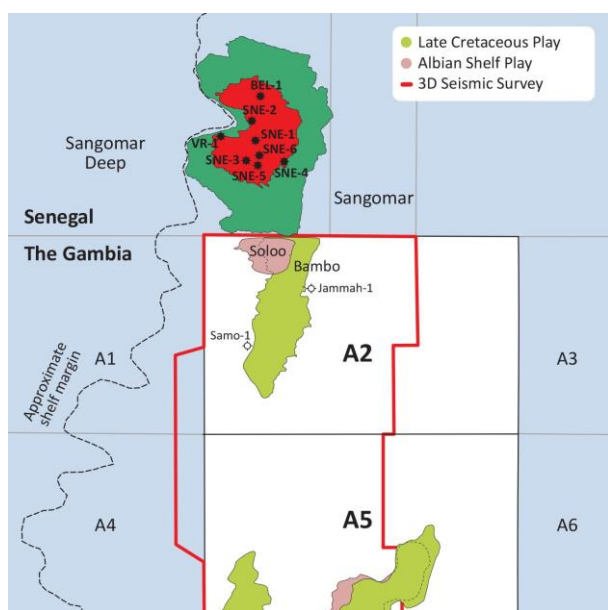 Late Cretaceous Play
Albian Shelf Play
3D Seismic Survey
BEL-1
SNE-2
VR-1
SNE-1
SNE-6
SNE-3
SNE-5
SNE-4
Sangomar
Deep
Sangomar
Senegal
The Gambia
Soloo
Bambo
Jammah-1
Samo-1
A1
A2
A3
Approximate
shelf margin
A4
A5
A6